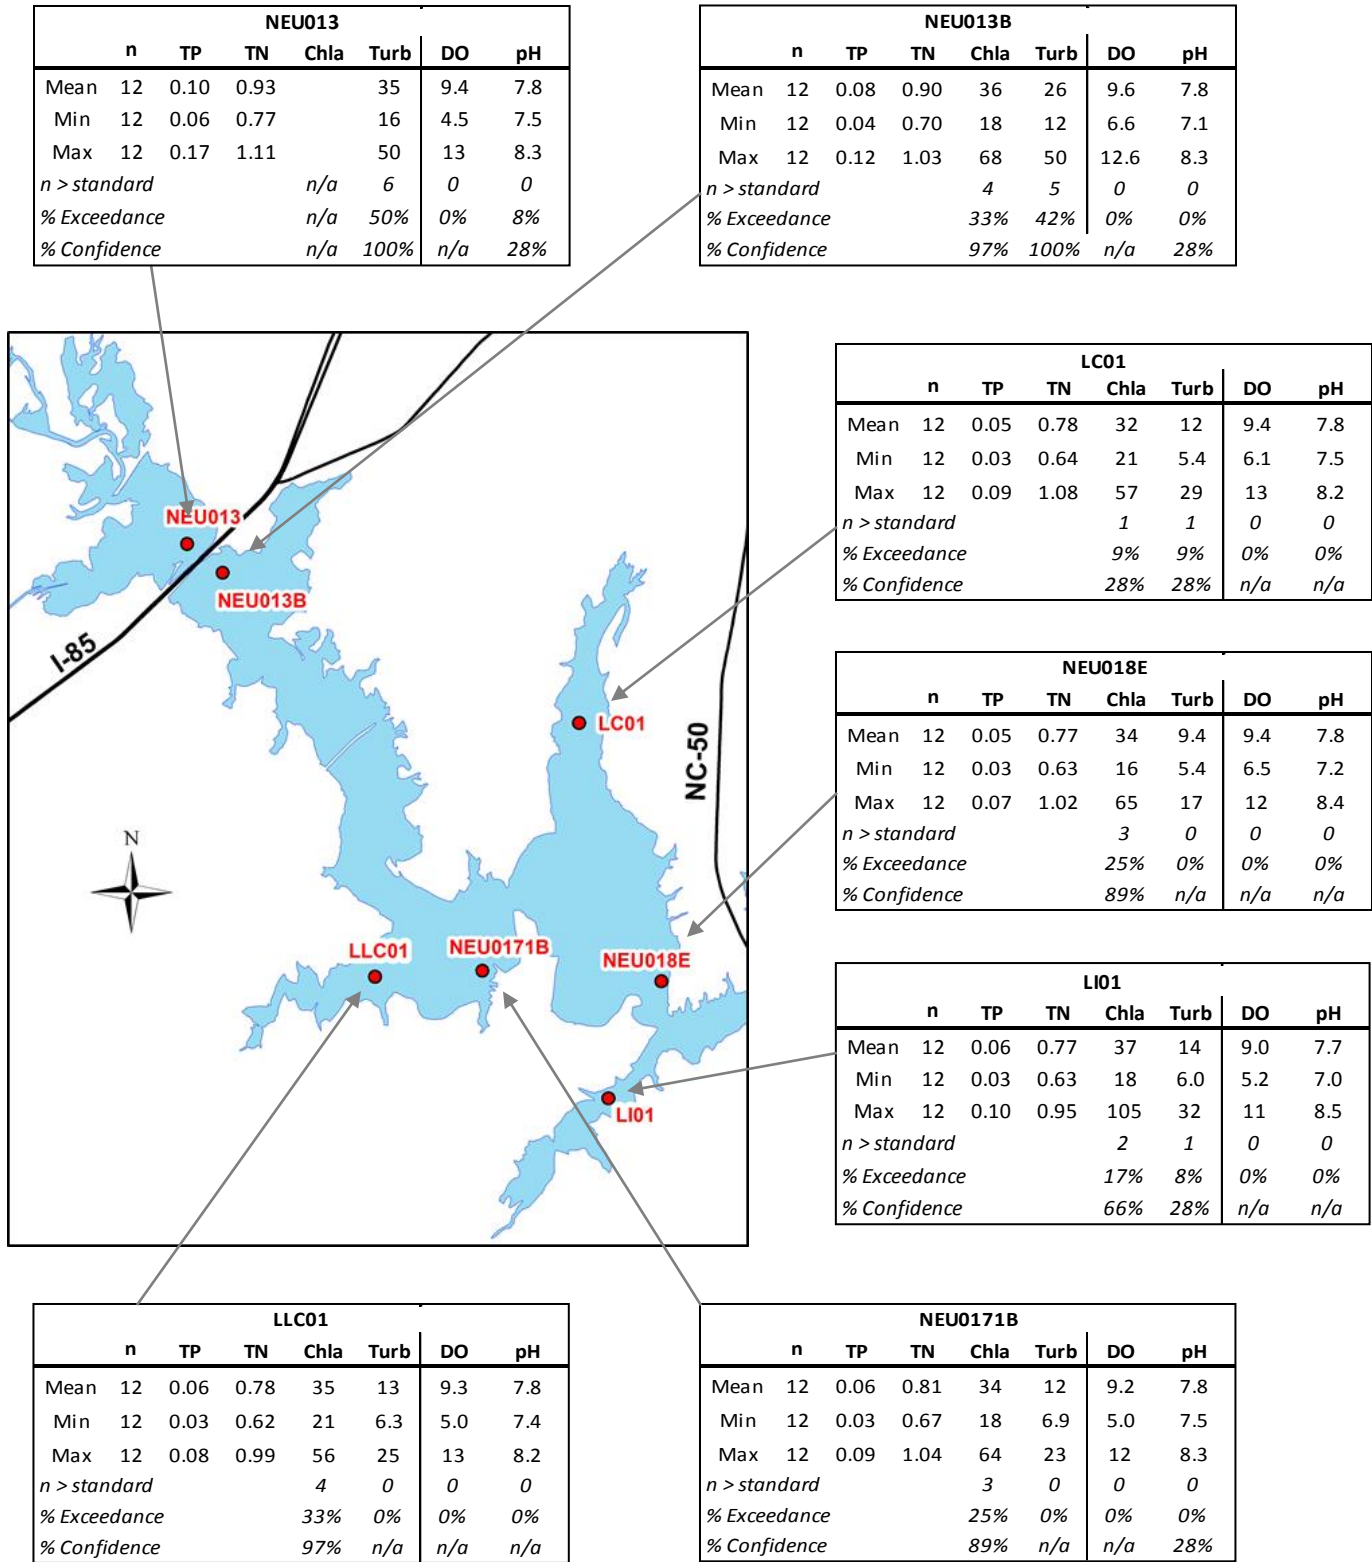 NEU013
n TP TN Chla Turb DO pH
Mean 12 0.10 0.93 35 9.4 7.8
Min 12 0.06 0.77 16 4.5 7.5
Max 12 0.17 1.11 50 13 8.3
n > standard n/a 6 0 0
% Exceedance n/a 50% 0% 8%
% Confidence n/a 100% n/a 28%
NEU013B
n TP TN Chla Turb DO pH
Mean 12 0.08 0.90 36 26 9.6 7.8
Min 12 0.04 0.70 18 12 6.6 7.1
Max 12 0.12 1.03 68 50 12.6 8.3
n > standard 4 5 0 0
% Exceedance 33% 42% 0% 0%
% Confidence 97% 100% n/a 28%
NEU013
NEU013B
I-85
LC01
NC-50
N
LLC01
NEU0171B
NEU018E
LI01
LC01
n TP TN Chla Turb DO pH
Mean 12 0.05 0.78 32 12 9.4 7.8
Min 12 0.03 0.64 21 5.4 6.1 7.5
Max 12 0.09 1.08 57 29 13 8.2
n > standard 1 1 0 0
% Exceedance 9% 9% 0% 0%
% Confidence 28% 28% n/a n/a
NEU018E
n TP TN Chla Turb DO pH
Mean 12 0.05 0.77 34 9.4 9.4 7.8
Min 12 0.03 0.63 16 5.4 6.5 7.2
Max 12 0.07 1.02 65 17 12 8.4
n > standard 3 0 0 0
% Exceedance 25% 0% 0% 0%
% Confidence 89% n/a n/a n/a
LI01
n TP TN Chla Turb DO pH
Mean 12 0.06 0.77 37 14 9.0 7.7
Min 12 0.03 0.63 18 6.0 5.2 7.0
Max 12 0.10 0.95 105 32 11 8.5
n > standard 2 1 0 0
% Exceedance 17% 8% 0% 0%
% Confidence 66% 28% n/a n/a
LLC01
n TP TN Chla Turb DO pH
Mean 12 0.06 0.78 35 13 9.3 7.8
Min 12 0.03 0.62 21 6.3 5.0 7.4
Max 12 0.08 0.99 56 25 13 8.2
n > standard 4 0 0 0
% Exceedance 33% 0% 0% 0%
% Confidence 97% n/a n/a n/a
NEU0171B
n TP TN Chla Turb DO pH
Mean 12 0.06 0.81 34 12 9.2 7.8
Min 12 0.03 0.67 18 6.9 5.0 7.5
Max 12 0.09 1.04 64 23 12 8.3
n > standard 3 0 0 0
% Exceedance 25% 0% 0% 0%
% Confidence 89% n/a n/a 28%